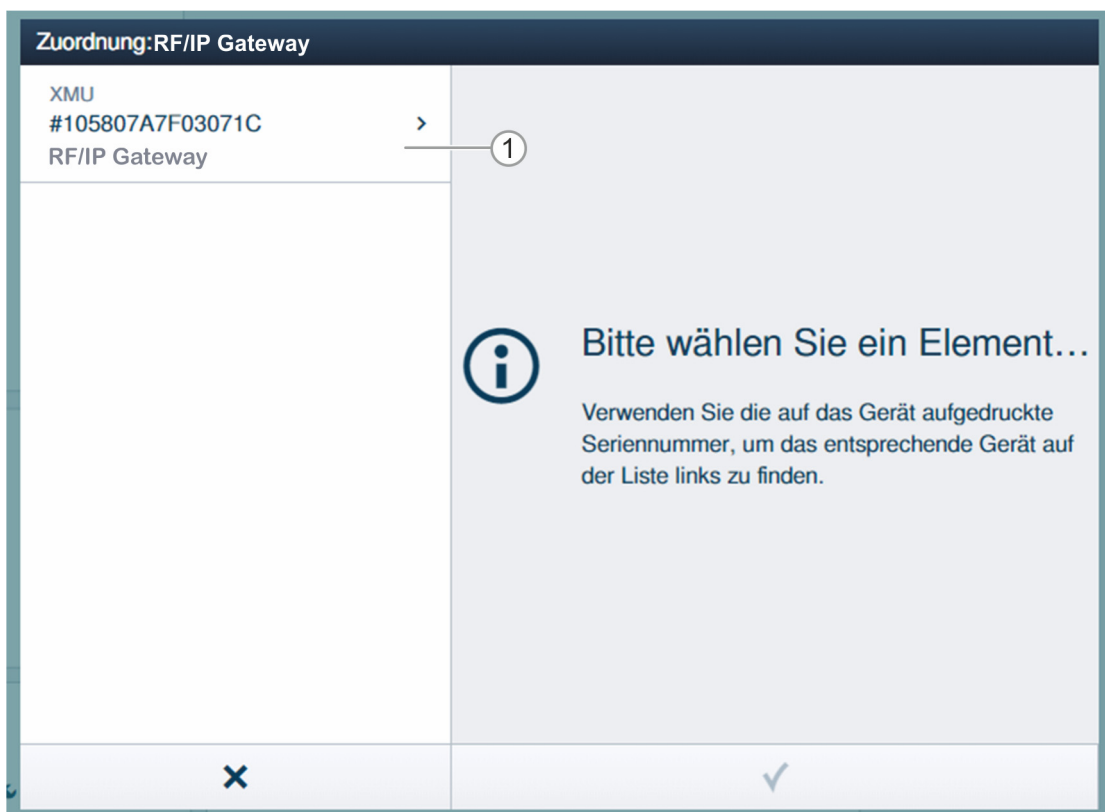 Zuordnung:RF/IP Gateway
XMU
#105807A7F03071C
RF/IP Gateway
1
Bitte wählen Sie ein Element…
Verwenden Sie die auf das Gerät aufgedruckte
Seriennummer, um das entsprechende Gerät auf
der Liste links zu finden.